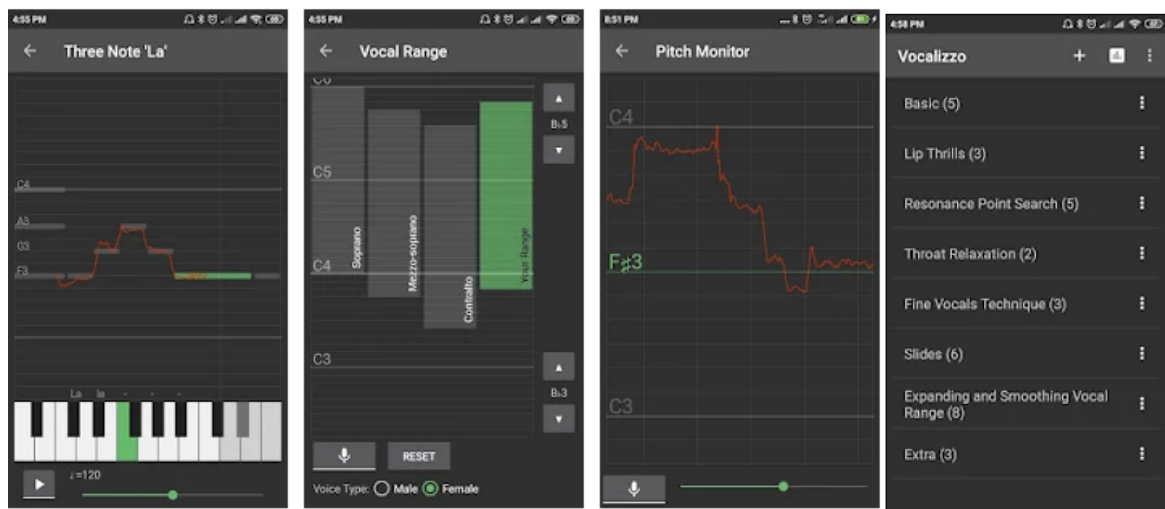 4:55 PM
Three Note 'La'
C4
A3
G3
F3
La la - - -
♩=120
4:55 PM
Vocal Range
C6
C5
C4
C3
Soprano
Mezzo-soprano
Contralto
Your Range
B♭5
B♭3
RESET
Voice Type: Male Female
8:51 PM
Pitch Monitor
C4
F♯3
C3
4:58 PM
Vocalizzo
Basic (5)
Lip Thrills (3)
Resonance Point Search (5)
Throat Relaxation (2)
Fine Vocals Technique (3)
Slides (6)
Expanding and Smoothing Vocal
Range (8)
Extra (3)